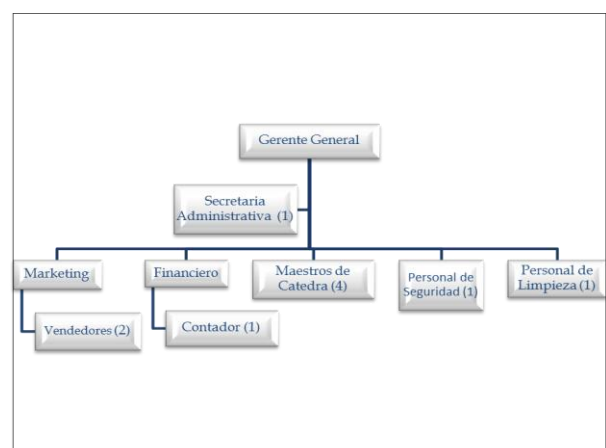 Gerente General
Secretaria
Administrativa (1)
Marketing
Financiero
Maestros de
Catedra (4)
Personal de
Seguridad (1)
Personal de
Limpieza (1)
Vendedores (2)
Contador (1)